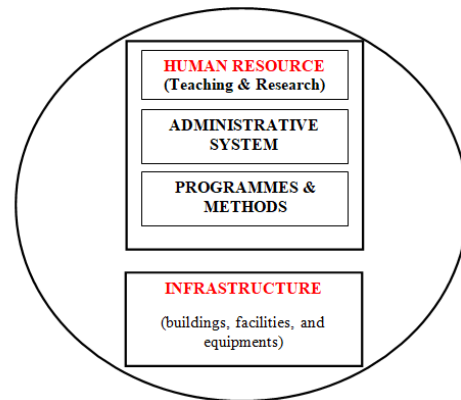 HUMAN RESOURCE
(Teaching & Research)
ADMINISTRATIVE
SYSTEM
PROGRAMMES &
METHODS
INFRASTRUCTURE
(buildings, facilities, and
equipments)